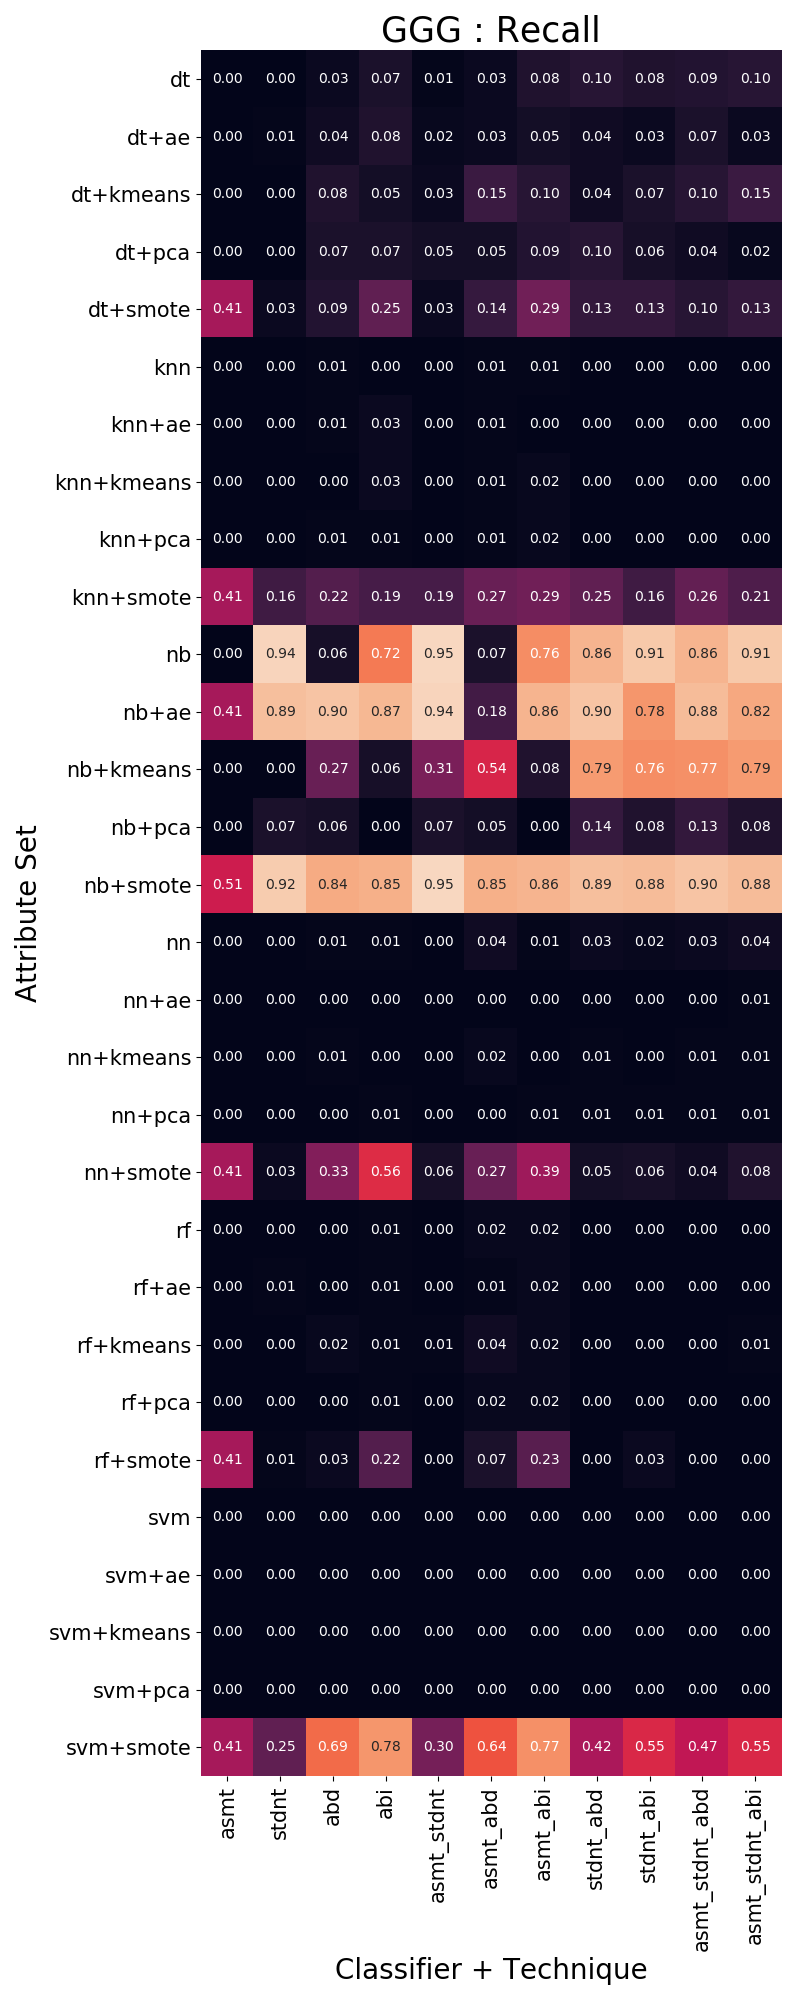 GGG : Recall
dt 0.00 0.00 0.03 0.07 0.01 0.03 0.08 0.10 0.08 0.09 0.10
dt+ae 0.00 0.01 0.04 0.08 0.02 0.03 0.05 0.04 0.03 0.07 0.03
dt+kmeans 0.00 0.00 0.08 0.05 0.03 0.15 0.10 0.04 0.07 0.10 0.15
dt+pca 0.00 0.00 0.07 0.07 0.05 0.05 0.09 0.10 0.06 0.04 0.02
dt+smote 0.41 0.03 0.09 0.25 0.03 0.14 0.29 0.13 0.13 0.10 0.13
knn 0.00 0.00 0.01 0.00 0.00 0.01 0.01 0.00 0.00 0.00 0.00
knn+ae 0.00 0.00 0.01 0.03 0.00 0.01 0.00 0.00 0.00 0.00 0.00
knn+kmeans 0.00 0.00 0.00 0.03 0.00 0.01 0.02 0.00 0.00 0.00 0.00
knn+pca 0.00 0.00 0.01 0.01 0.00 0.01 0.02 0.00 0.00 0.00 0.00
knn+smote 0.41 0.16 0.22 0.19 0.19 0.27 0.29 0.25 0.16 0.26 0.21
nb 0.00 0.94 0.06 0.72 0.95 0.07 0.76 0.86 0.91 0.86 0.91
nb+ae 0.41 0.89 0.90 0.87 0.94 0.18 0.86 0.90 0.78 0.88 0.82
nb+kmeans 0.00 0.00 0.27 0.06 0.31 0.54 0.08 0.79 0.76 0.77 0.79
nb+pca 0.00 0.07 0.06 0.00 0.07 0.05 0.00 0.14 0.08 0.13 0.08
nb+smote 0.51 0.92 0.84 0.85 0.95 0.85 0.86 0.89 0.88 0.90 0.88
nn 0.00 0.00 0.01 0.01 0.00 0.04 0.01 0.03 0.02 0.03 0.04
nn+ae 0.00 0.00 0.00 0.00 0.00 0.00 0.00 0.00 0.00 0.00 0.01
nn+kmeans 0.00 0.00 0.01 0.00 0.00 0.02 0.00 0.01 0.00 0.01 0.01
nn+pca 0.00 0.00 0.00 0.01 0.00 0.00 0.01 0.01 0.01 0.01 0.01
nn+smote 0.41 0.03 0.33 0.56 0.06 0.27 0.39 0.05 0.06 0.04 0.08
rf 0.00 0.00 0.00 0.01 0.00 0.02 0.02 0.00 0.00 0.00 0.00
rf+ae 0.00 0.01 0.00 0.01 0.00 0.01 0.02 0.00 0.00 0.00 0.00
rf+kmeans 0.00 0.00 0.02 0.01 0.01 0.04 0.02 0.00 0.00 0.00 0.01
rf+pca 0.00 0.00 0.00 0.01 0.00 0.02 0.02 0.00 0.00 0.00 0.00
rf+smote 0.41 0.01 0.03 0.22 0.00 0.07 0.23 0.00 0.03 0.00 0.00
svm 0.00 0.00 0.00 0.00 0.00 0.00 0.00 0.00 0.00 0.00 0.00
svm+ae 0.00 0.00 0.00 0.00 0.00 0.00 0.00 0.00 0.00 0.00 0.00
svm+kmeans 0.00 0.00 0.00 0.00 0.00 0.00 0.00 0.00 0.00 0.00 0.00
svm+pca 0.00 0.00 0.00 0.00 0.00 0.00 0.00 0.00 0.00 0.00 0.00
svm+smote 0.41 0.25 0.69 0.78 0.30 0.64 0.77 0.42 0.55 0.47 0.55
asmt stdnt abd abi asmt_stdnt asmt_abd asmt_abi stdnt_abd stdnt_abi asmt_stdnt_abd asmt_stdnt_abi
Attribute Set
Classifier + Technique